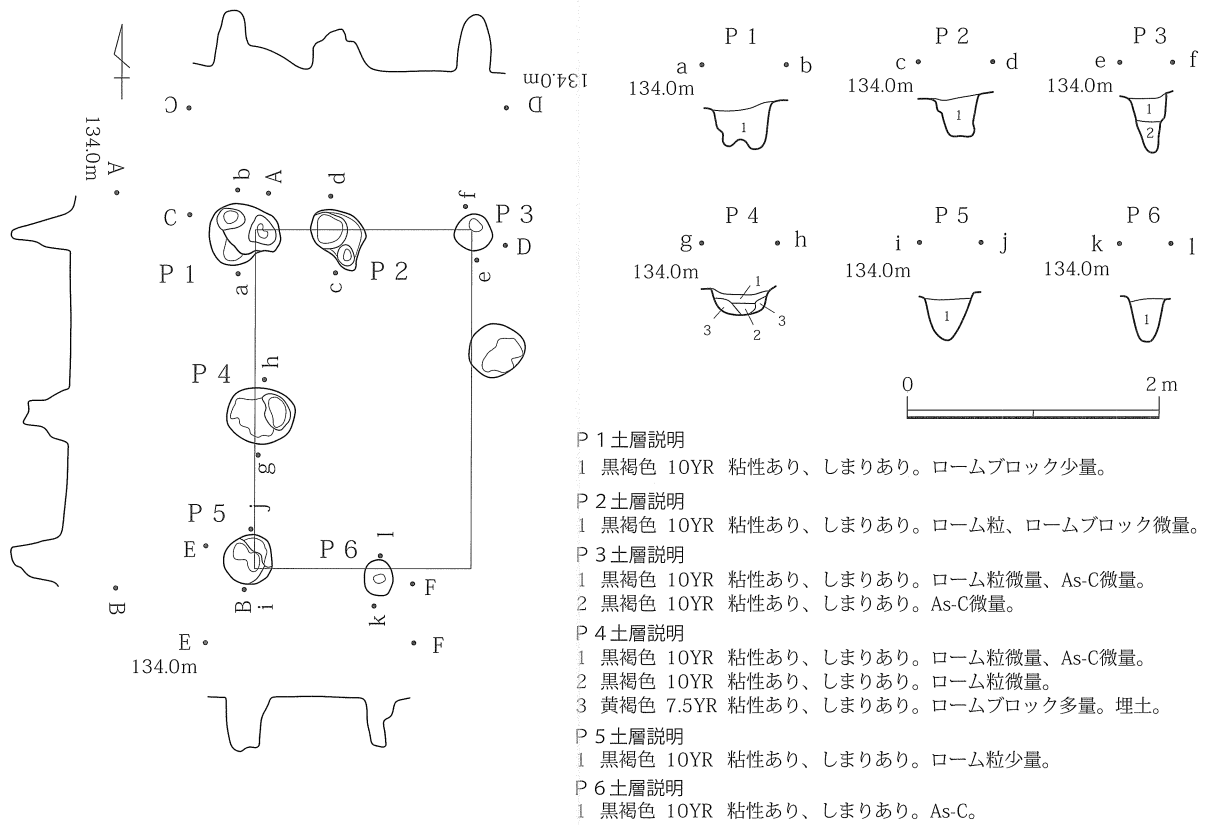 134.0m
C
D
134.0m
A
b
A
d
f
C
P 3
D
P 1
P 2
a
c
e
P 4
h
g
P 5
j
E
P 6
l
F
B
B
i
k
E
F
134.0m
P 1
a
b
134.0m
1
P 2
c
d
134.0m
1
P 3
e
f
134.0m
1
2
P 4
g
h
134.0m
1
3
2
3
P 5
i
j
134.0m
1
P 6
k
l
134.0m
1
0
2 m
P 1土層説明
1 黒褐色 10YR 粘性あり、しまりあり。ロームブロック少量。
P 2土層説明
1 黒褐色 10YR 粘性あり、しまりあり。ローム粒、ロームブロック微量。
P 3土層説明
1 黒褐色 10YR 粘性あり、しまりあり。ローム粒微量、As-C微量。
2 黒褐色 10YR 粘性あり、しまりあり。As-C微量。
P 4土層説明
1 黒褐色 10YR 粘性あり、しまりあり。ローム粒微量、As-C微量。
2 黒褐色 10YR 粘性あり、しまりあり。ローム粒微量。
3 黄褐色 7.5YR 粘性あり、しまりあり。ロームブロック多量。埋土。
P 5土層説明
1 黒褐色 10YR 粘性あり、しまりあり。ローム粒少量。
P 6土層説明
1 黒褐色 10YR 粘性あり、しまりあり。As-C。